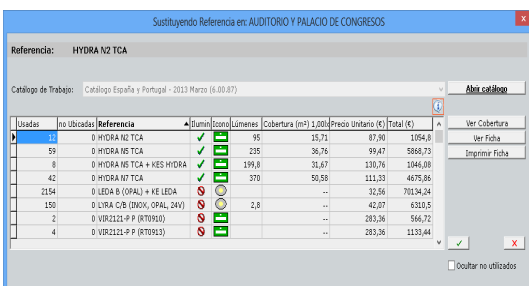 Sustituyendo Referencia en: AUDITORIO Y PALACIO DE CONGRESOS
x
Referencia: HYDRA N2 TCA
Catálogo de Trabajo: Catálogo España y Portugal - 2013 Marzo (6.00.87)
Abrir catálogo
Usadas no Ubicadas Referencia Ilumin Icono Lúmenes Cobertura (m²) 1,00lx Precio Unitario (€) Total (€)
12 0 HYDRA N2 TCA 95 15,71 87,90 1054,8
59 0 HYDRA N5 TCA 235 36,76 99,47 5868,73
8 0 HYDRA N5 TCA + KES HYDRA 199,8 31,67 130,76 1046,08
42 0 HYDRA N7 TCA 370 50,58 111,33 4675,86
2154 0 LEDA B (OPAL) + KE LEDA -- 32,56 70134,24
150 0 LYRA C/B (INOX, OPAL, 24V) 2,8 -- 42,07 6310,5
2 0 VIR2121-P P (RT0910) -- 283,36 566,72
4 0 VIR2121-P P (RT0913) -- 283,36 1133,44
Ver Cobertura
Ver Ficha
Imprimir Ficha
X
Ocultar no utilizados